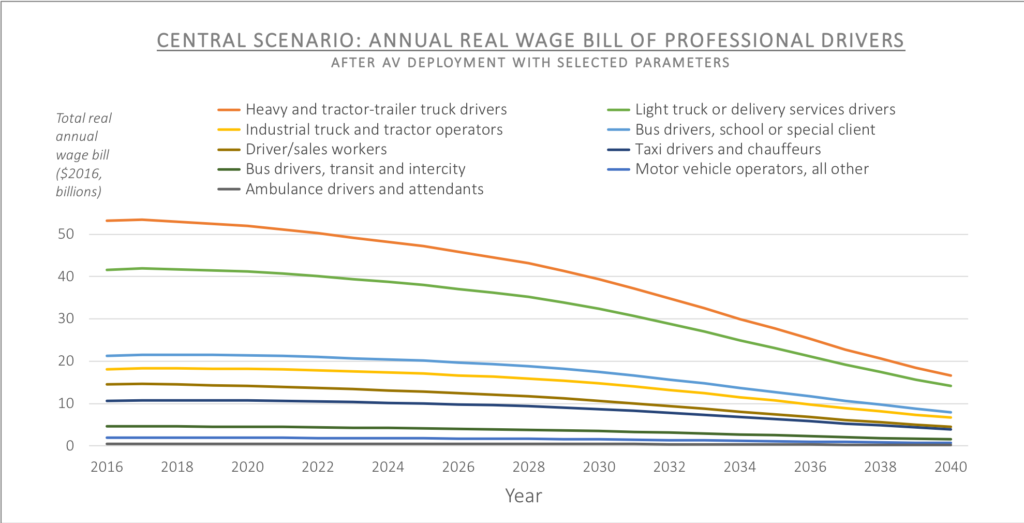 CENTRAL SCENARIO: ANNUAL REAL WAGE BILL OF PROFESSIONAL DRIVERS
AFTER AV DEPLOYMENT WITH SELECTED PARAMETERS
Total real
annual
wage bill
($2016,
billions)
Heavy and tractor-trailer truck drivers
Light truck or delivery services drivers
Industrial truck and tractor operators
Bus drivers, school or special client
Driver/sales workers
Taxi drivers and chauffeurs
Bus drivers, transit and intercity
Motor vehicle operators, all other
Ambulance drivers and attendants
50
40
30
20
10
0
2016 2018 2020 2022 2024 2026 2028 2030 2032 2034 2036 2038 2040
Year